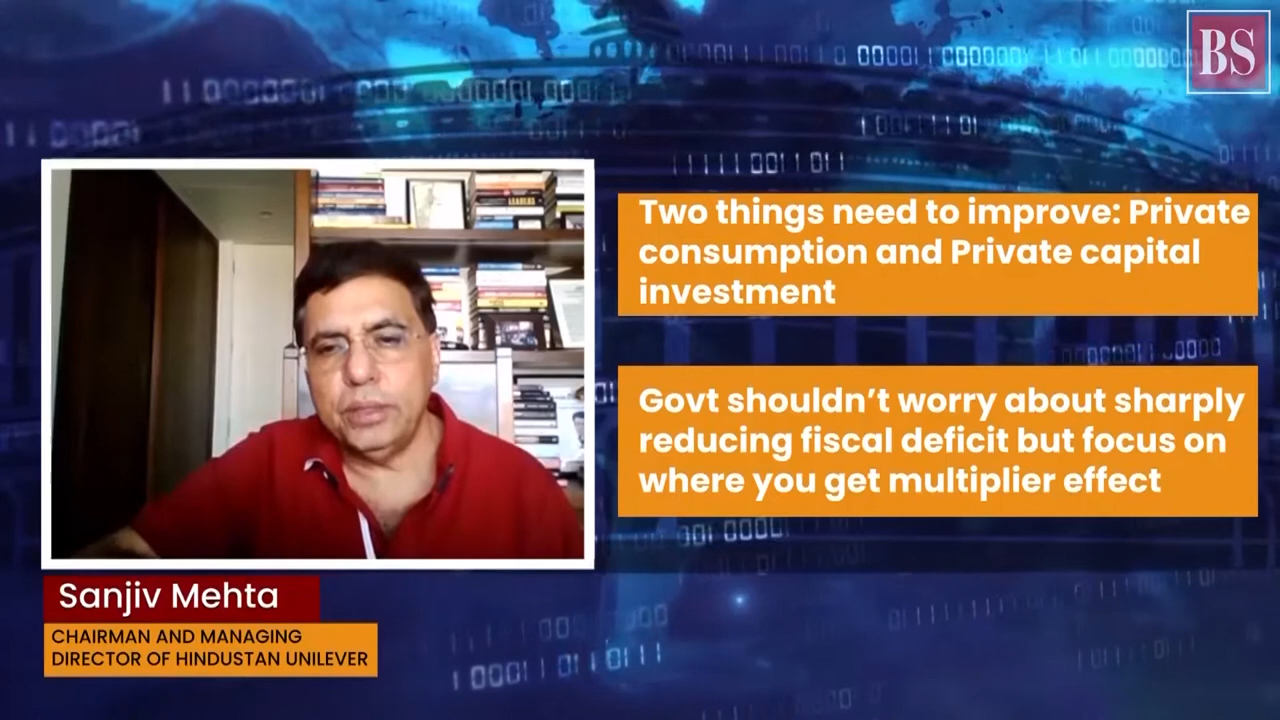 BS
Two things need to improve: Private
consumption and Private capital
investment
Govt shouldn't worry about sharply
reducing fiscal deficit but focus on
where you get multiplier effect
LEADERS
Sanjiv Mehta
CHAIRMAN AND MANAGING
DIRECTOR OF HINDUSTAN UNILEVER